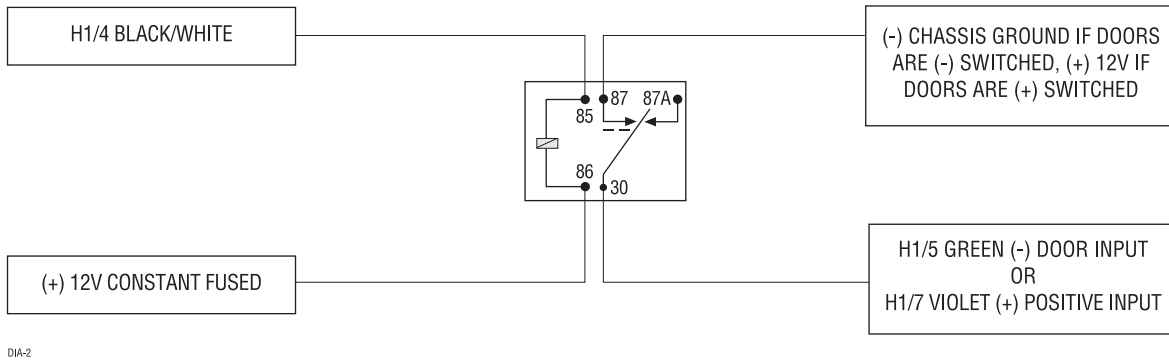 H1/4 BLACK/WHITE
(-) CHASSIS GROUND IF DOORS
ARE (-) SWITCHED, (+) 12V IF
DOORS ARE (+) SWITCHED
87
87A
85
86
30
(+) 12V CONSTANT FUSED
H1/5 GREEN (-) DOOR INPUT
OR
H1/7 VIOLET (+) POSITIVE INPUT
DIA-2